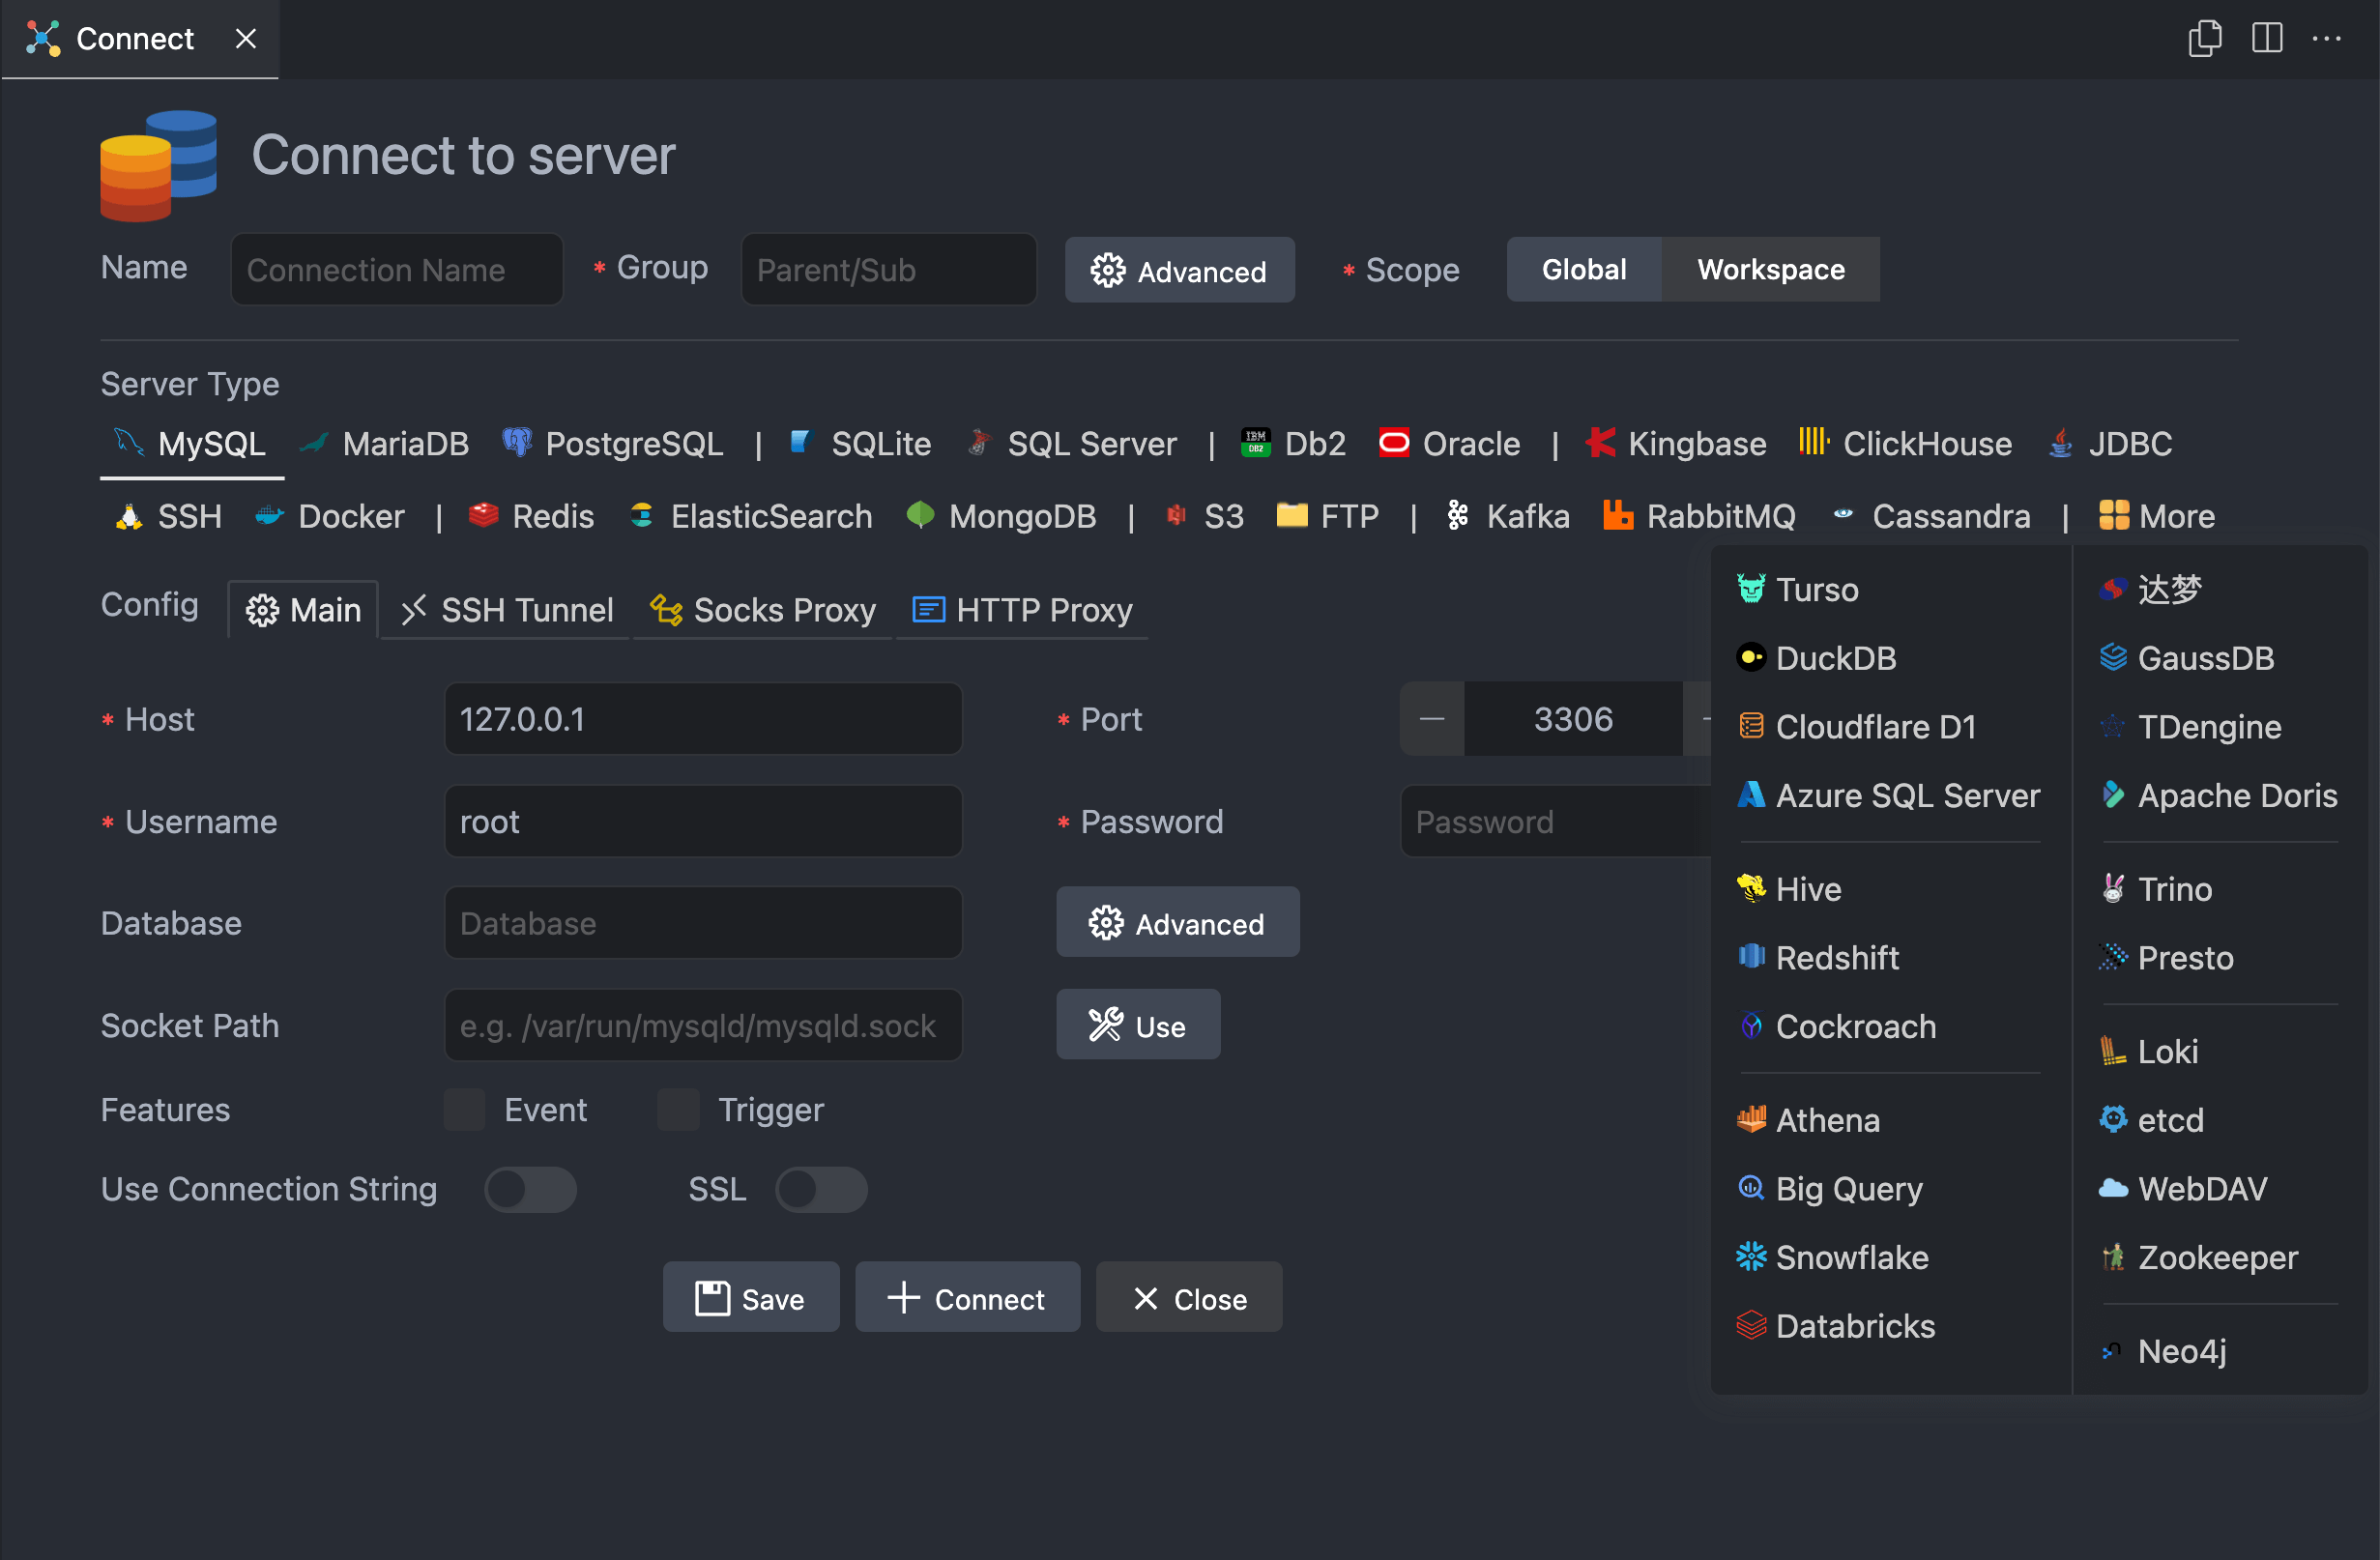 Connect
Connect to server
Name Connection Name * Group Parent/Sub Advanced * Scope Global Workspace
Server Type
MySQL MariaDB PostgreSQL | SQLite SQL Server | IBM DB2 Db2 Oracle | Kingbase ClickHouse JDBC
SSH Docker | Redis ElasticSearch MongoDB | S3 FTP | Kafka RabbitMQ Cassandra | More
Config Main SSH Tunnel Socks Proxy HTTP Proxy
* Host 127.0.0.1 * Port 3306
* Username root * Password Password
Database Database Advanced
Socket Path e.g. /var/run/mysqld/mysqld.sock Use
Features Event Trigger
Use Connection String SSL
Save Connect Close
Turso
DuckDB
Cloudflare D1
Azure SQL Server
Hive
Redshift
Cockroach
Athena
Big Query
Snowflake
Databricks
达梦
GaussDB
TDengine
Apache Doris
Trino
Presto
Loki
etcd
WebDAV
Zookeeper
Neo4j